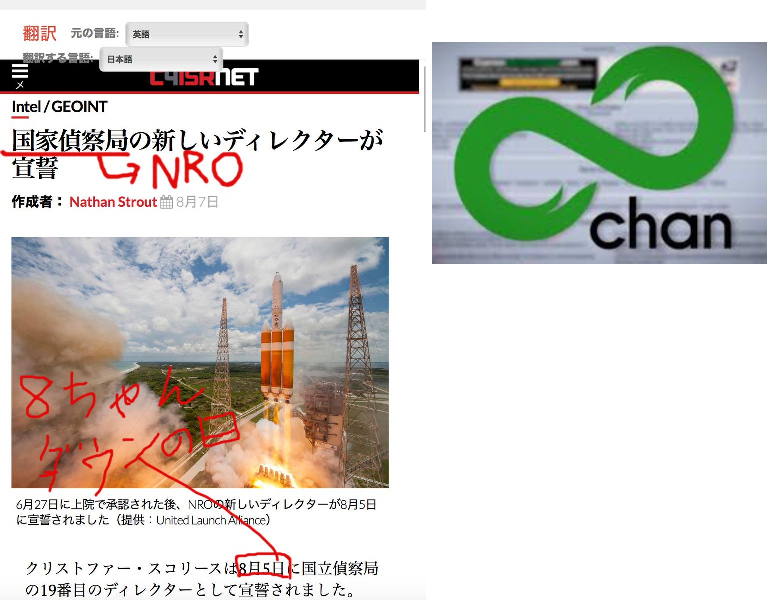 翻訳 元の言語: 英語
翻訳する言語: 日本語
メ
C4ISRNET
Intel / GEOINT
国家偵察局の新しいディレクターが
宣誓
NRO
作成者： Nathan Strout 8月7日
8ちゃん
ダウンの日
6月27日に上院で承認された後、NROの新しいディレクターが8月5日
に宣誓されました（提供：United Launch Alliance）
クリストファー・スコリースは8月5日に国立偵察局
の19番目のディレクターとして宣誓されました。
chan